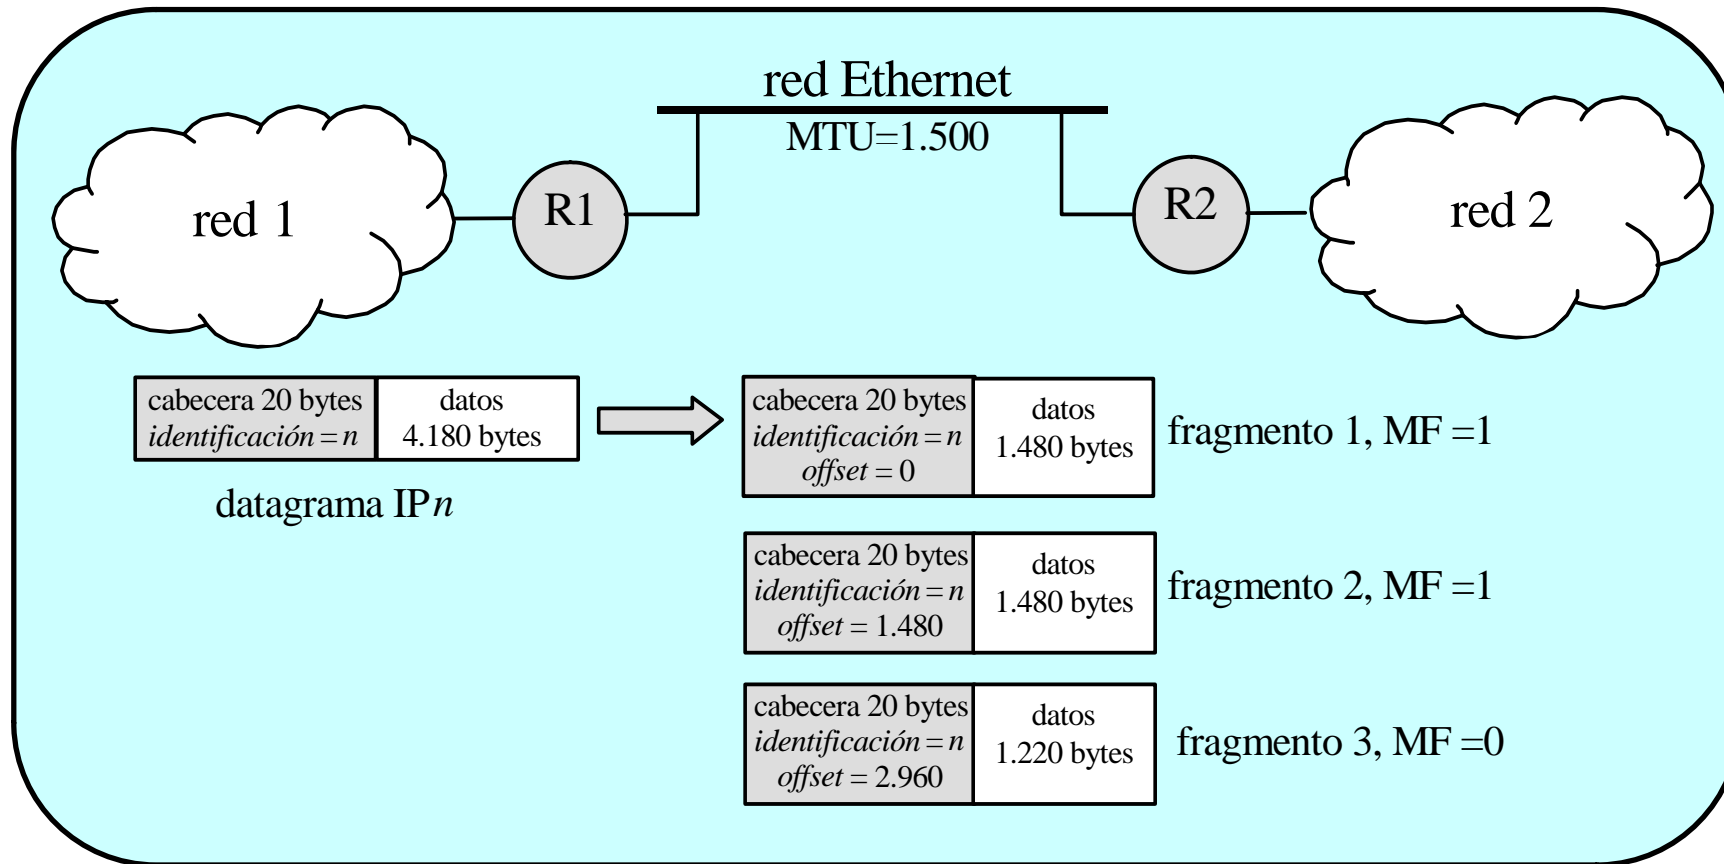 red Ethernet
MTU=1.500
red 1
R1
R2
red 2
cabecera 20 bytes
identificación = n
datos
4.180 bytes
datagrama IP n
cabecera 20 bytes
identificación = n
offset = 0
datos
1.480 bytes
fragmento 1, MF =1
cabecera 20 bytes
identificación = n
offset = 1.480
datos
1.480 bytes
fragmento 2, MF =1
cabecera 20 bytes
identificación = n
offset = 2.960
datos
1.220 bytes
fragmento 3, MF =0